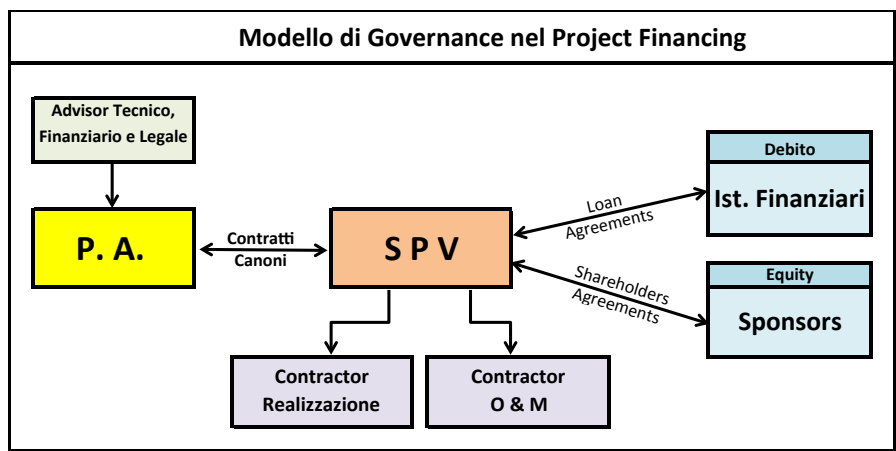 Modello di Governance nel Project Financing
Advisor Tecnico,
Finanziario e Legale
P. A.
Contratti
Canoni
S P V
Loan
Agreements
Debito
Ist. Finanziari
Shareholders
Agreements
Equity
Sponsors
Contractor
Realizzazione
Contractor
O & M